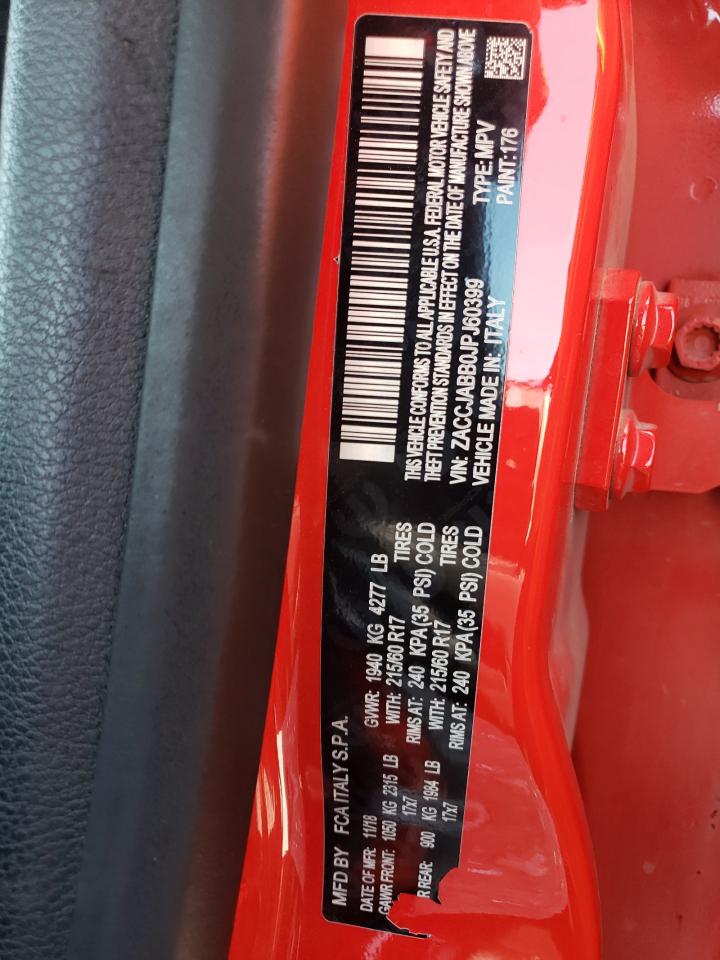 MFD BY FCA ITALY S.P.A.
DATE OF MFR: 11/18 GVWR: 1940 KG 4277 LB
GAWR FRONT: 1050 KG 2315 LB WITH: 215/60 R17 TIRES
17x7 RIMS AT: 240 KPA(35 PSI) COLD
R REAR: 900 KG 1984 LB WITH: 215/60 R17 TIRES
17x7 RIMS AT: 240 KPA(35 PSI) COLD
THIS VEHICLE CONFORMS TO ALL APPLICABLE U.S.A. FEDERAL MOTOR VEHICLE SAFETY AND
THEFT PREVENTION STANDARDS IN EFFECT ON THE DATE OF MANUFACTURE SHOWN ABOVE
VIN: ZACCJABB0JPJ60399 TYPE: MPV
VEHICLE MADE IN: ITALY PAINT:176